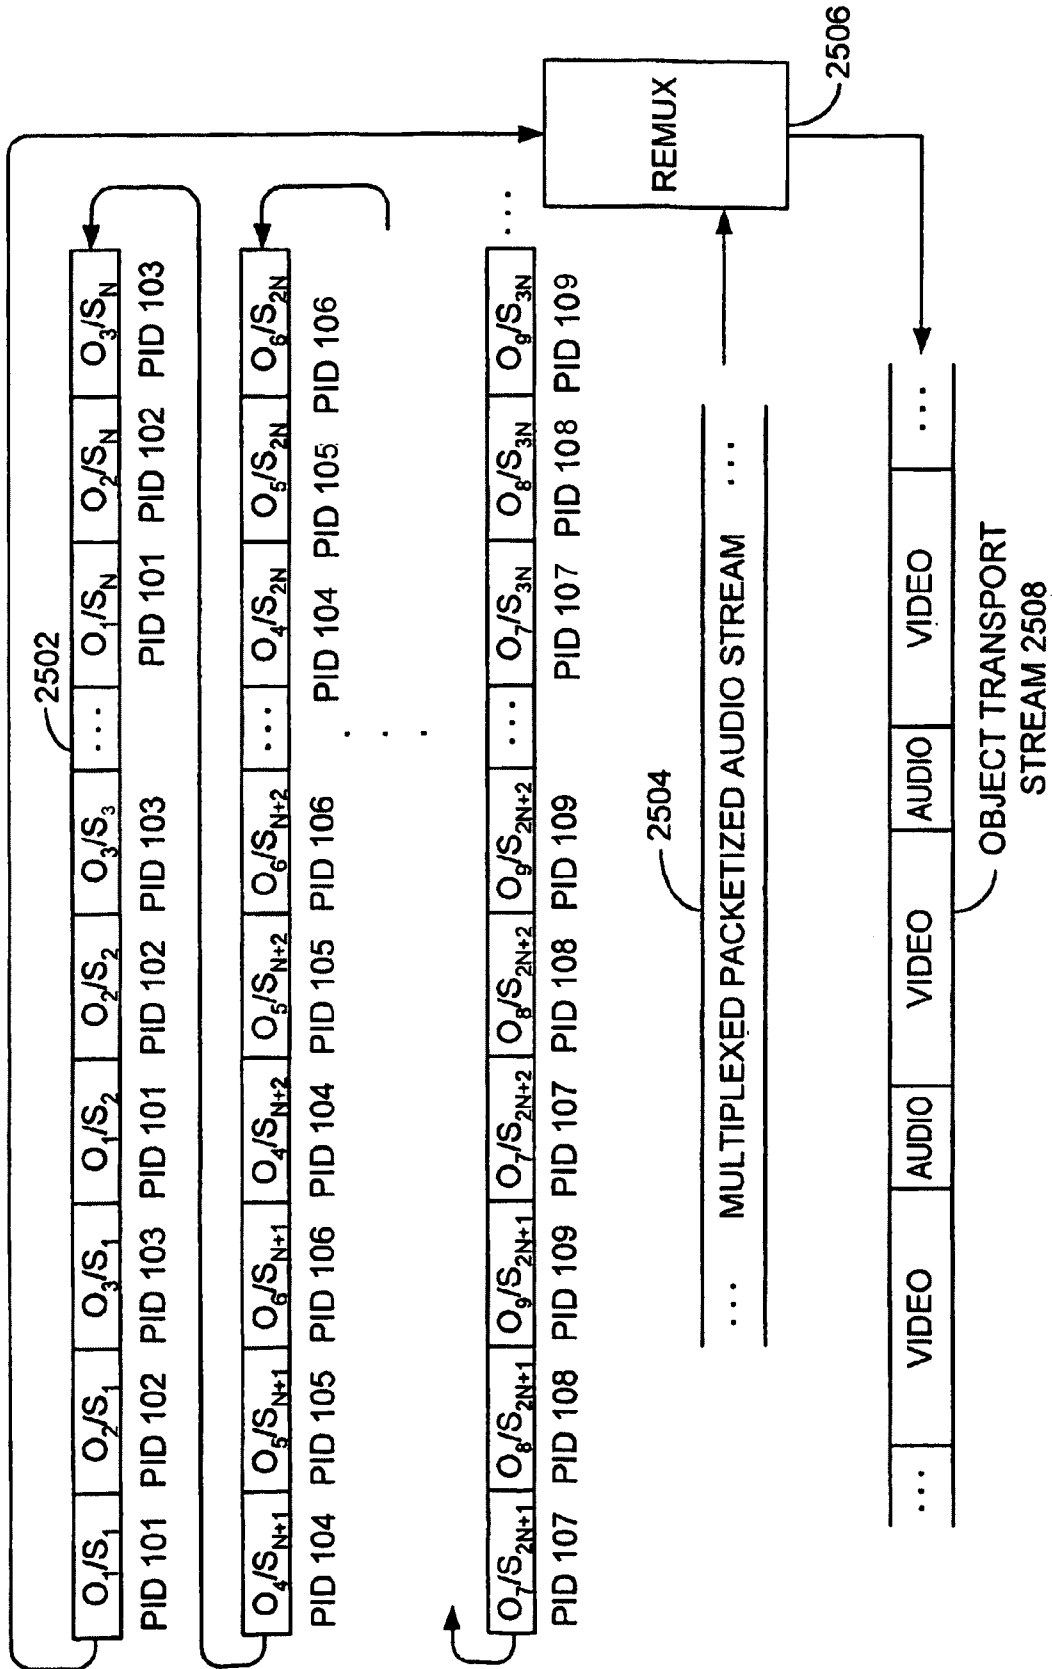 2502
O1/S1 O2/S1 O3/S1 O1/S2 O2/S2 O3/S3 ... O1/SN O2/SN O3/SN
PID 101 PID 102 PID 103 PID 101 PID 102 PID 103 PID 101 PID 102 PID 103
O4/SN+1 O5/SN+1 O6/SN+1 O4/SN+2 O5/SN+2 O6/SN+2 ... O4/S2N O5/S2N O6/S2N
PID 104 PID 105 PID 106 PID 104 PID 105 PID 106 PID 104 PID 105 PID 106
. . .
O7/S2N+1 O8/S2N+1 O9/S2N+1 O7/S2N+2 O8/S2N+2 O9/S2N+2 ... O7/S3N O8/S3N O9/S3N ...
PID 107 PID 108 PID 109 PID 107 PID 108 PID 109 PID 107 PID 108 PID 109
2504
... MULTIPLEXED PACKETIZED AUDIO STREAM ...
REMUX
2506
... VIDEO AUDIO VIDEO AUDIO VIDEO ...
OBJECT TRANSPORT
STREAM 2508